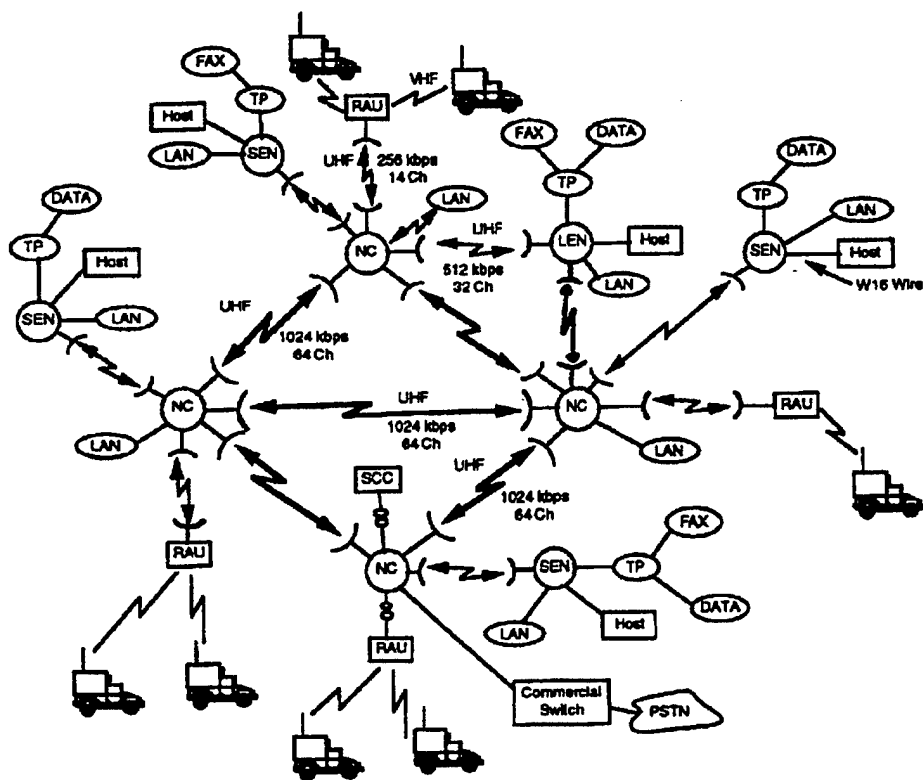 FAX
VHF
TP
RAU
Host
SEN
LAN
UHF
256 kbps
14 Ch
FAX
DATA
TP
DATA
TP
LAN
LAN
DATA
TP
Host
NC
UHF
LEN
Host
SEN
Host
512 kbps
32 Ch
LAN
W16 Wire
SEN
LAN
UHF
1024 kbps
64 Ch
NC
UHF
NC
RAU
LAN
1024 kbps
64 Ch
LAN
UHF
SCC
1024 kbps
64 Ch
RAU
FAX
NC
SEN
TP
DATA
LAN
Host
RAU
Commercial
Switch
PSTN